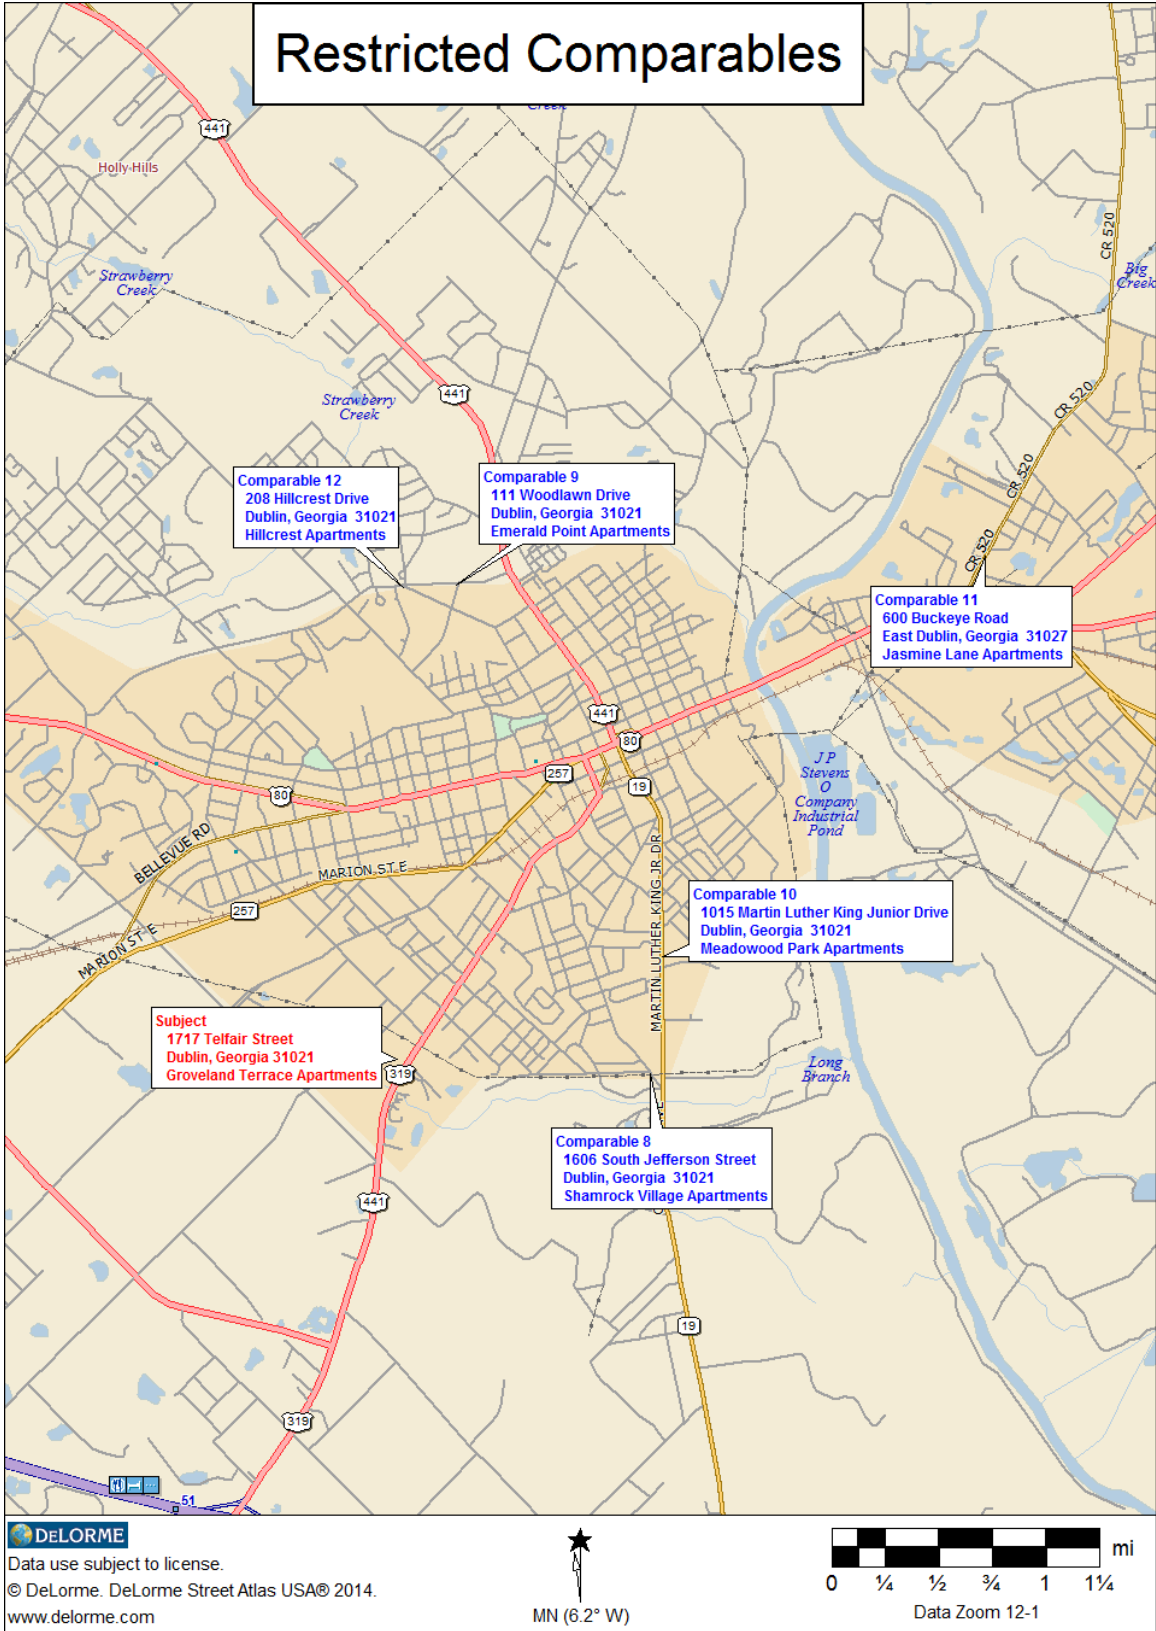 Restricted Comparables
Creek
441
Holly Hills
CR 520
Strawberry
Creek
Big
Creek
441
Strawberry
Creek
CR 520
Comparable 12
208 Hillcrest Drive
Dublin, Georgia 31021
Hillcrest Apartments
Comparable 9
111 Woodlawn Drive
Dublin, Georgia 31021
Emerald Point Apartments
CR 520
CR 520
Comparable 11
600 Buckeye Road
East Dublin, Georgia 31027
Jasmine Lane Apartments
441
80
257
19
80
J P
Stevens
O
Company
Industrial
Pond
BELLEVUE RD
MARION ST E
MARTIN LUTHER KING JR DR
257
MARION ST E
Comparable 10
1015 Martin Luther King Junior Drive
Dublin, Georgia 31021
Meadowood Park Apartments
Subject
1717 Telfair Street
Dublin, Georgia 31021
Groveland Terrace Apartments
319
Long
Branch
Comparable 8
1606 South Jefferson Street
Dublin, Georgia 31021
Shamrock Village Apartments
441
19
319
51
DELORME
Data use subject to license.
© DeLorme. DeLorme Street Atlas USA® 2014.
www.delorme.com
MN (6.2° W)
mi
0 ¼ ½ ¾ 1 1¼
Data Zoom 12-1